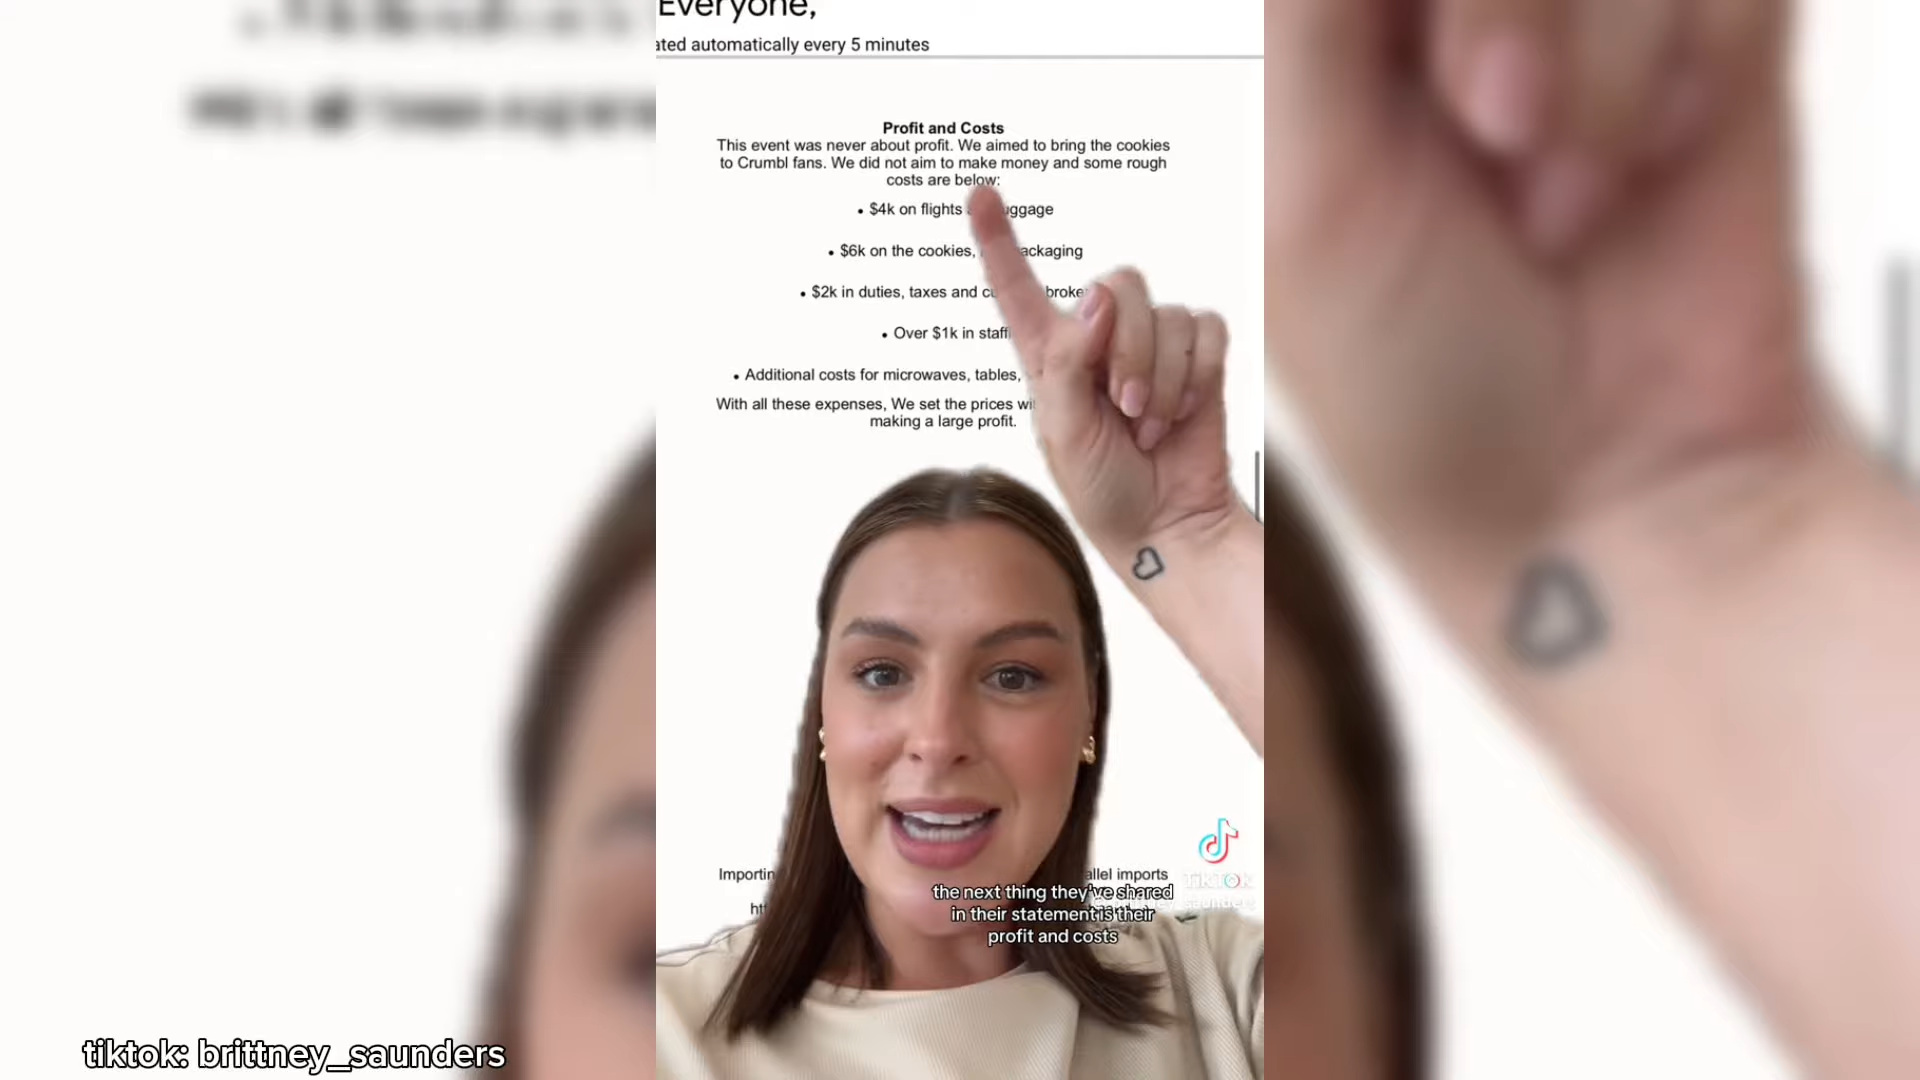 Everyone,
ated automatically every 5 minutes
Profit and Costs
This event was never about profit. We aimed to bring the cookies
to Crumbl fans. We did not aim to make money and some rough
costs are below:
• $4k on flights uggage
• $6k on the cookies, ackaging
• $2k in duties, taxes and cu broke
• Over $1k in staffi
• Additional costs for microwaves, tables,
With all these expenses, We set the prices wi
making a large profit.
Importin allel imports
htt
the next thing they've shared
in their statement is their
profit and costs
TikTok
tiktok: brittney_saunders